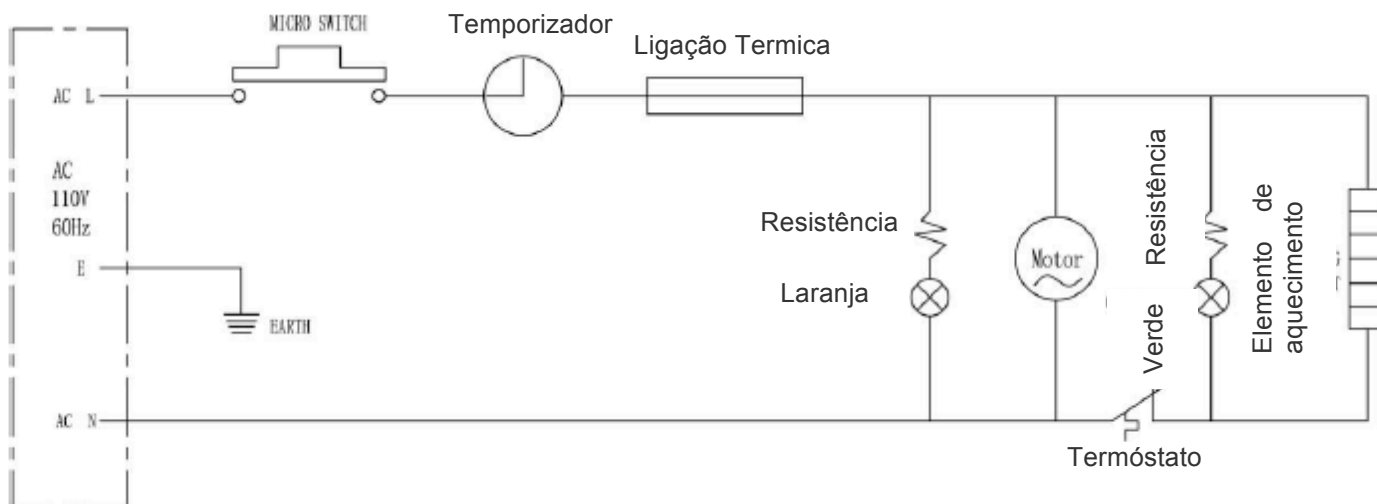 MICRO SWITCH
Temporizador
Ligação Termica
AC L
AC
110V
60Hz
E
EARTH
AC N
Resistência
Laranja
Motor
Resistência
Verde
Elemento de
aquecimento
Termóstato